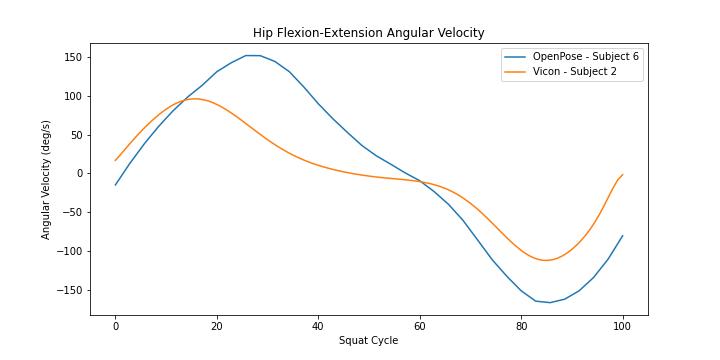 Hip Flexion-Extension Angular Velocity
OpenPose - Subject 6
Vicon - Subject 2
Angular Velocity (deg/s)
150
100
50
0
−50
−100
−150
0 20 40 60 80 100
Squat Cycle